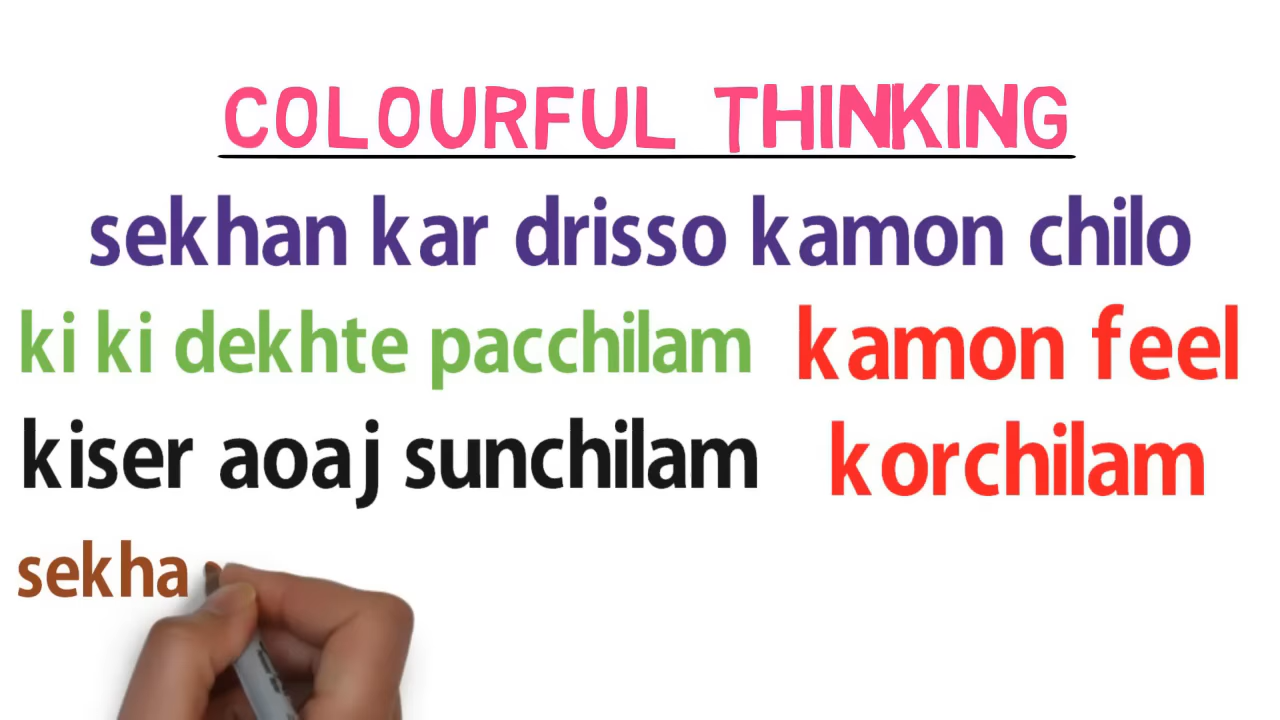 COLOURFUL THINKING
sekhan kar drisso kamon chilo
ki ki dekhte pacchilam
kamon feel
korchilam
kiser aoaj sunchilam
sekha